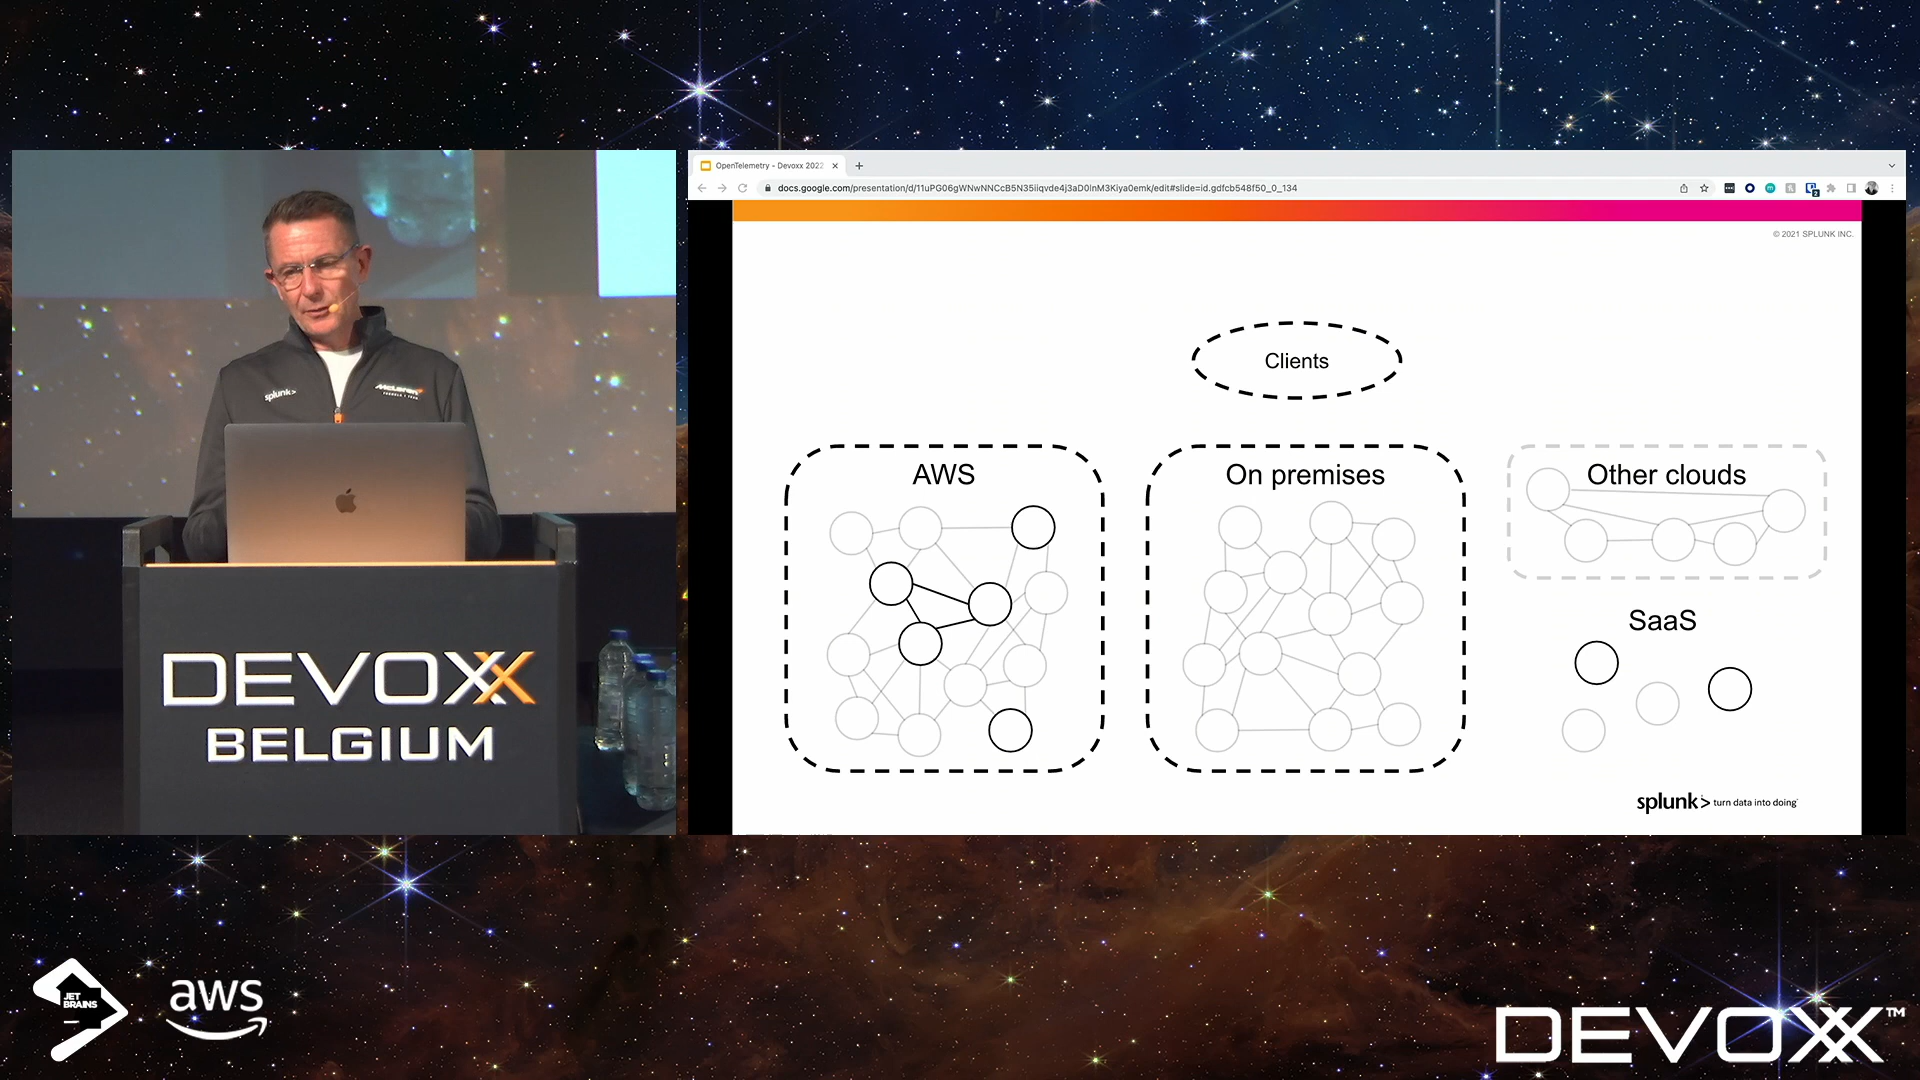 splunk>
McLaren
DEVOXX
BELGIUM
OpenTelemetry - Devoxx 2022
docs.google.com/presentation/d/11uPG06gWNwNNCcB5N35iiqvde4j3aD0lnM3Kiya0emk/edit#slide=id.gdfcb548f50_0_134
© 2021 SPLUNK INC.
Clients
AWS
On premises
Other clouds
SaaS
splunk> turn data into doing
JET
BRAINS
aws
DEVOXX™